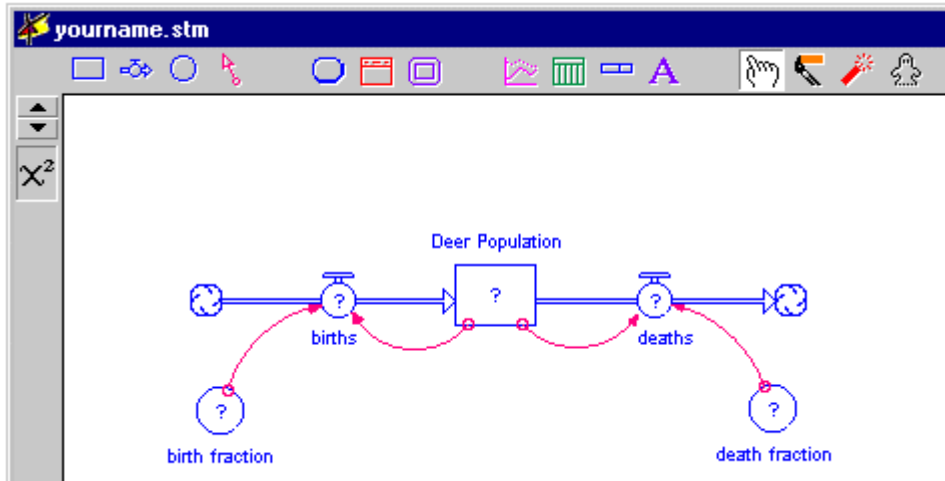 yourname.stm
A
X²
Deer Population
?
?
?
births
deaths
?
?
birth fraction
death fraction